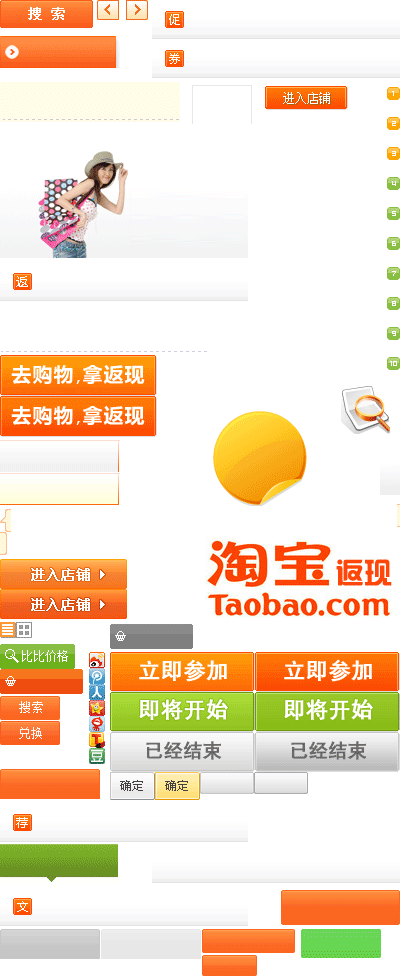 搜 索
促
券
进入店铺
1
2
3
4
5
6
7
8
9
10
返
去购物,拿返现
去购物,拿返现
淘宝返现
Taobao.com
进入店铺
进入店铺
比比价格
搜索
兑换
人
T
豆
立即参加 立即参加
即将开始 即将开始
已经结束 已经结束
确定 确定
荐
文